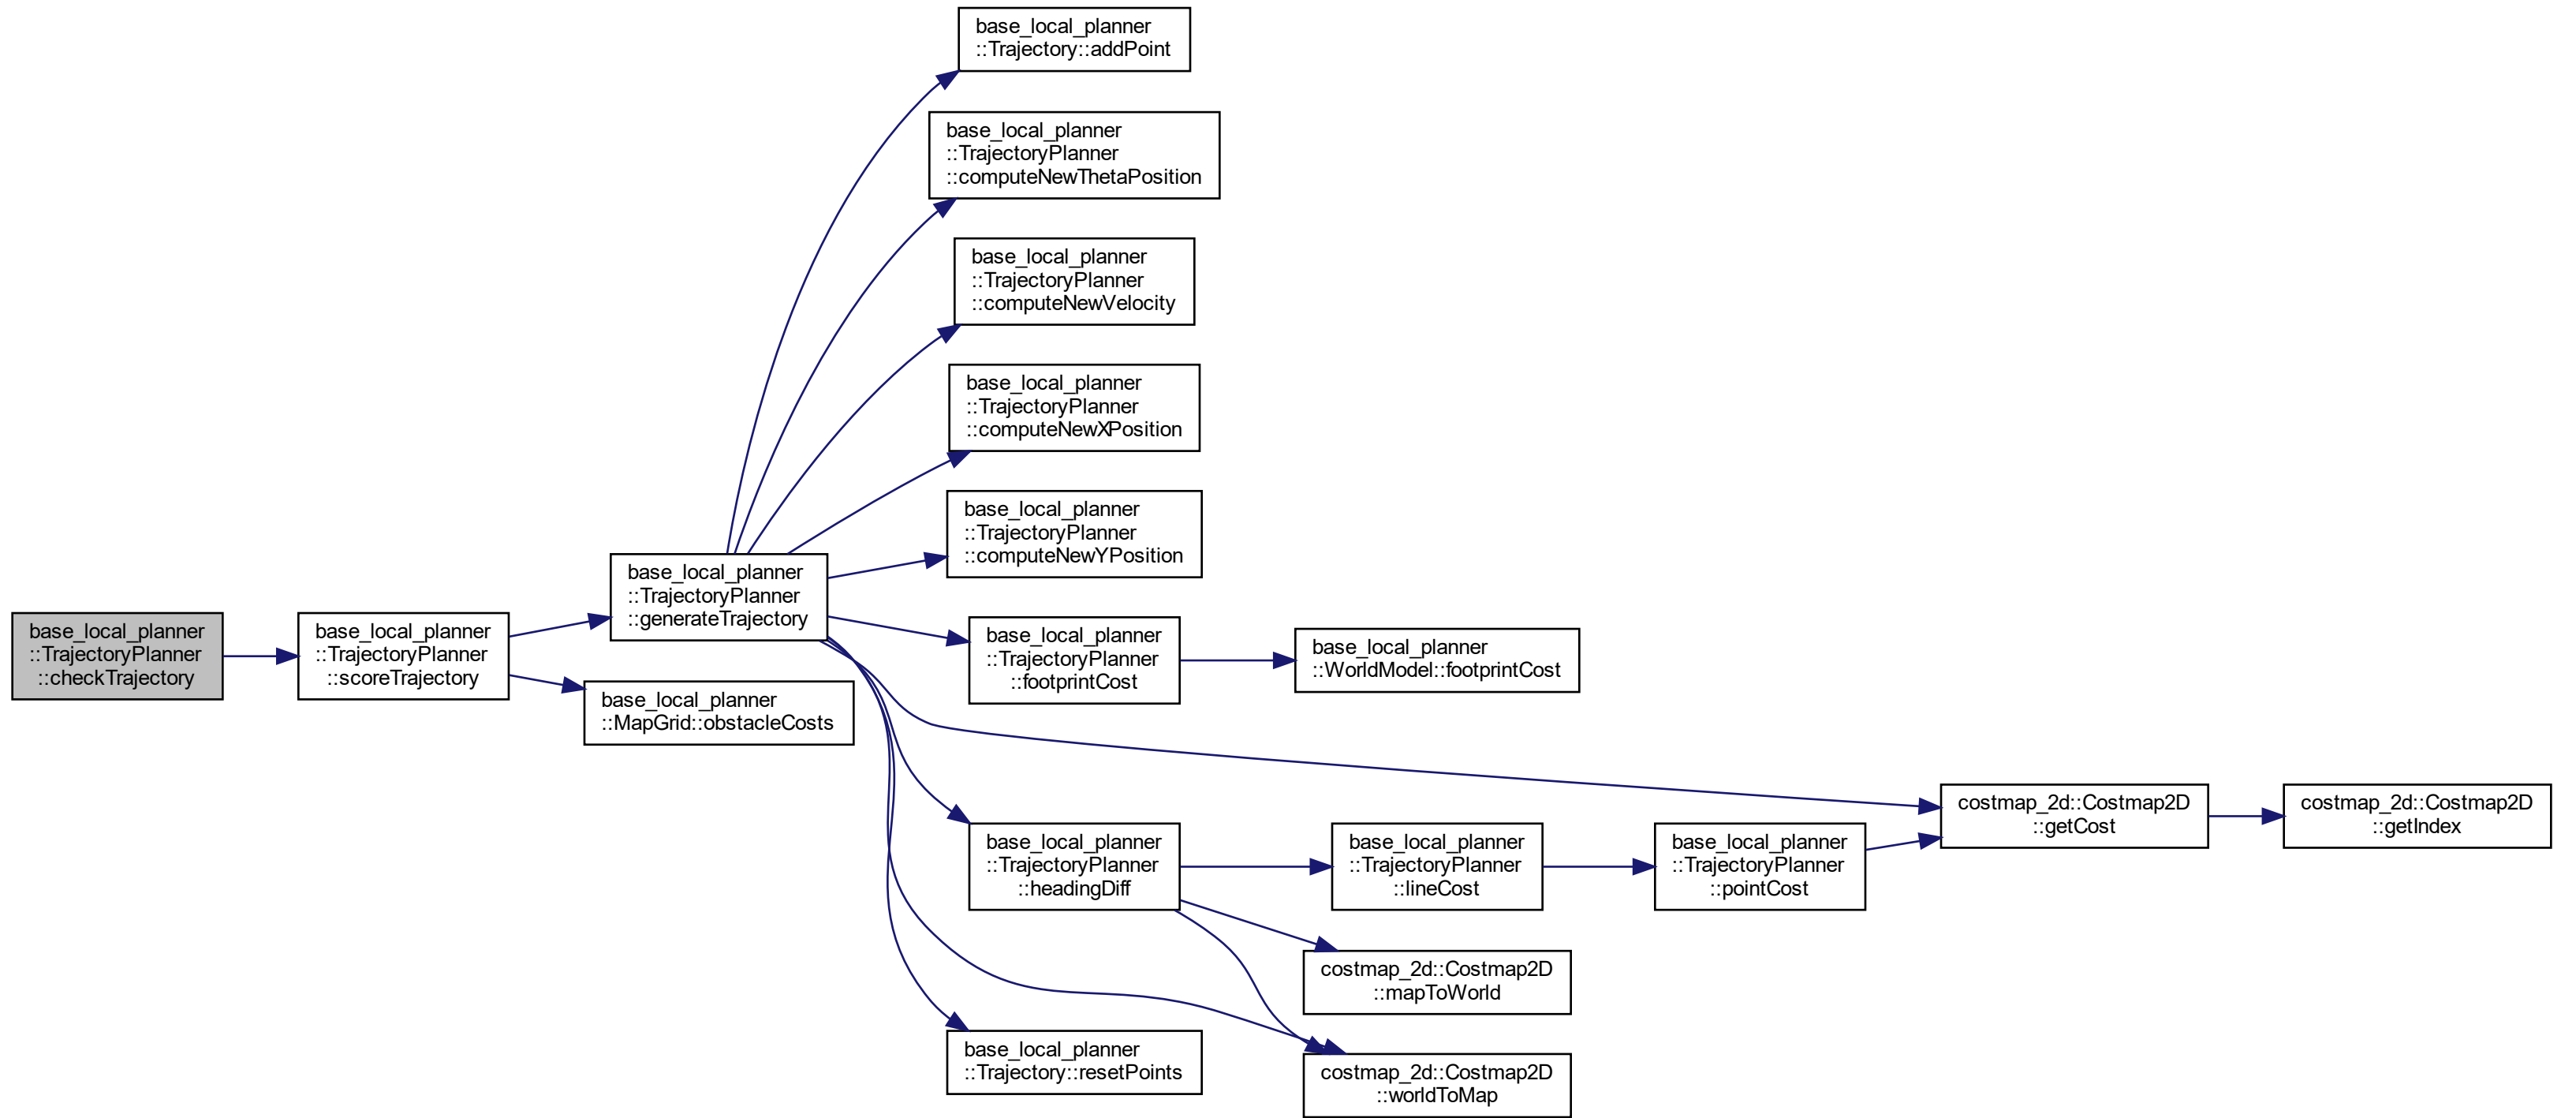 base_local_planner
::Trajectory::addPoint
base_local_planner
::TrajectoryPlanner
::computeNewThetaPosition
base_local_planner
::TrajectoryPlanner
::computeNewVelocity
base_local_planner
::TrajectoryPlanner
::computeNewXPosition
base_local_planner
::TrajectoryPlanner
::computeNewYPosition
base_local_planner
::TrajectoryPlanner
::checkTrajectory
base_local_planner
::TrajectoryPlanner
::scoreTrajectory
base_local_planner
::TrajectoryPlanner
::generateTrajectory
base_local_planner
::MapGrid::obstacleCosts
base_local_planner
::TrajectoryPlanner
::footprintCost
base_local_planner
::WorldModel::footprintCost
base_local_planner
::TrajectoryPlanner
::headingDiff
base_local_planner
::TrajectoryPlanner
::lineCost
base_local_planner
::TrajectoryPlanner
::pointCost
costmap_2d::Costmap2D
::getCost
costmap_2d::Costmap2D
::getIndex
costmap_2d::Costmap2D
::mapToWorld
base_local_planner
::Trajectory::resetPoints
costmap_2d::Costmap2D
::worldToMap